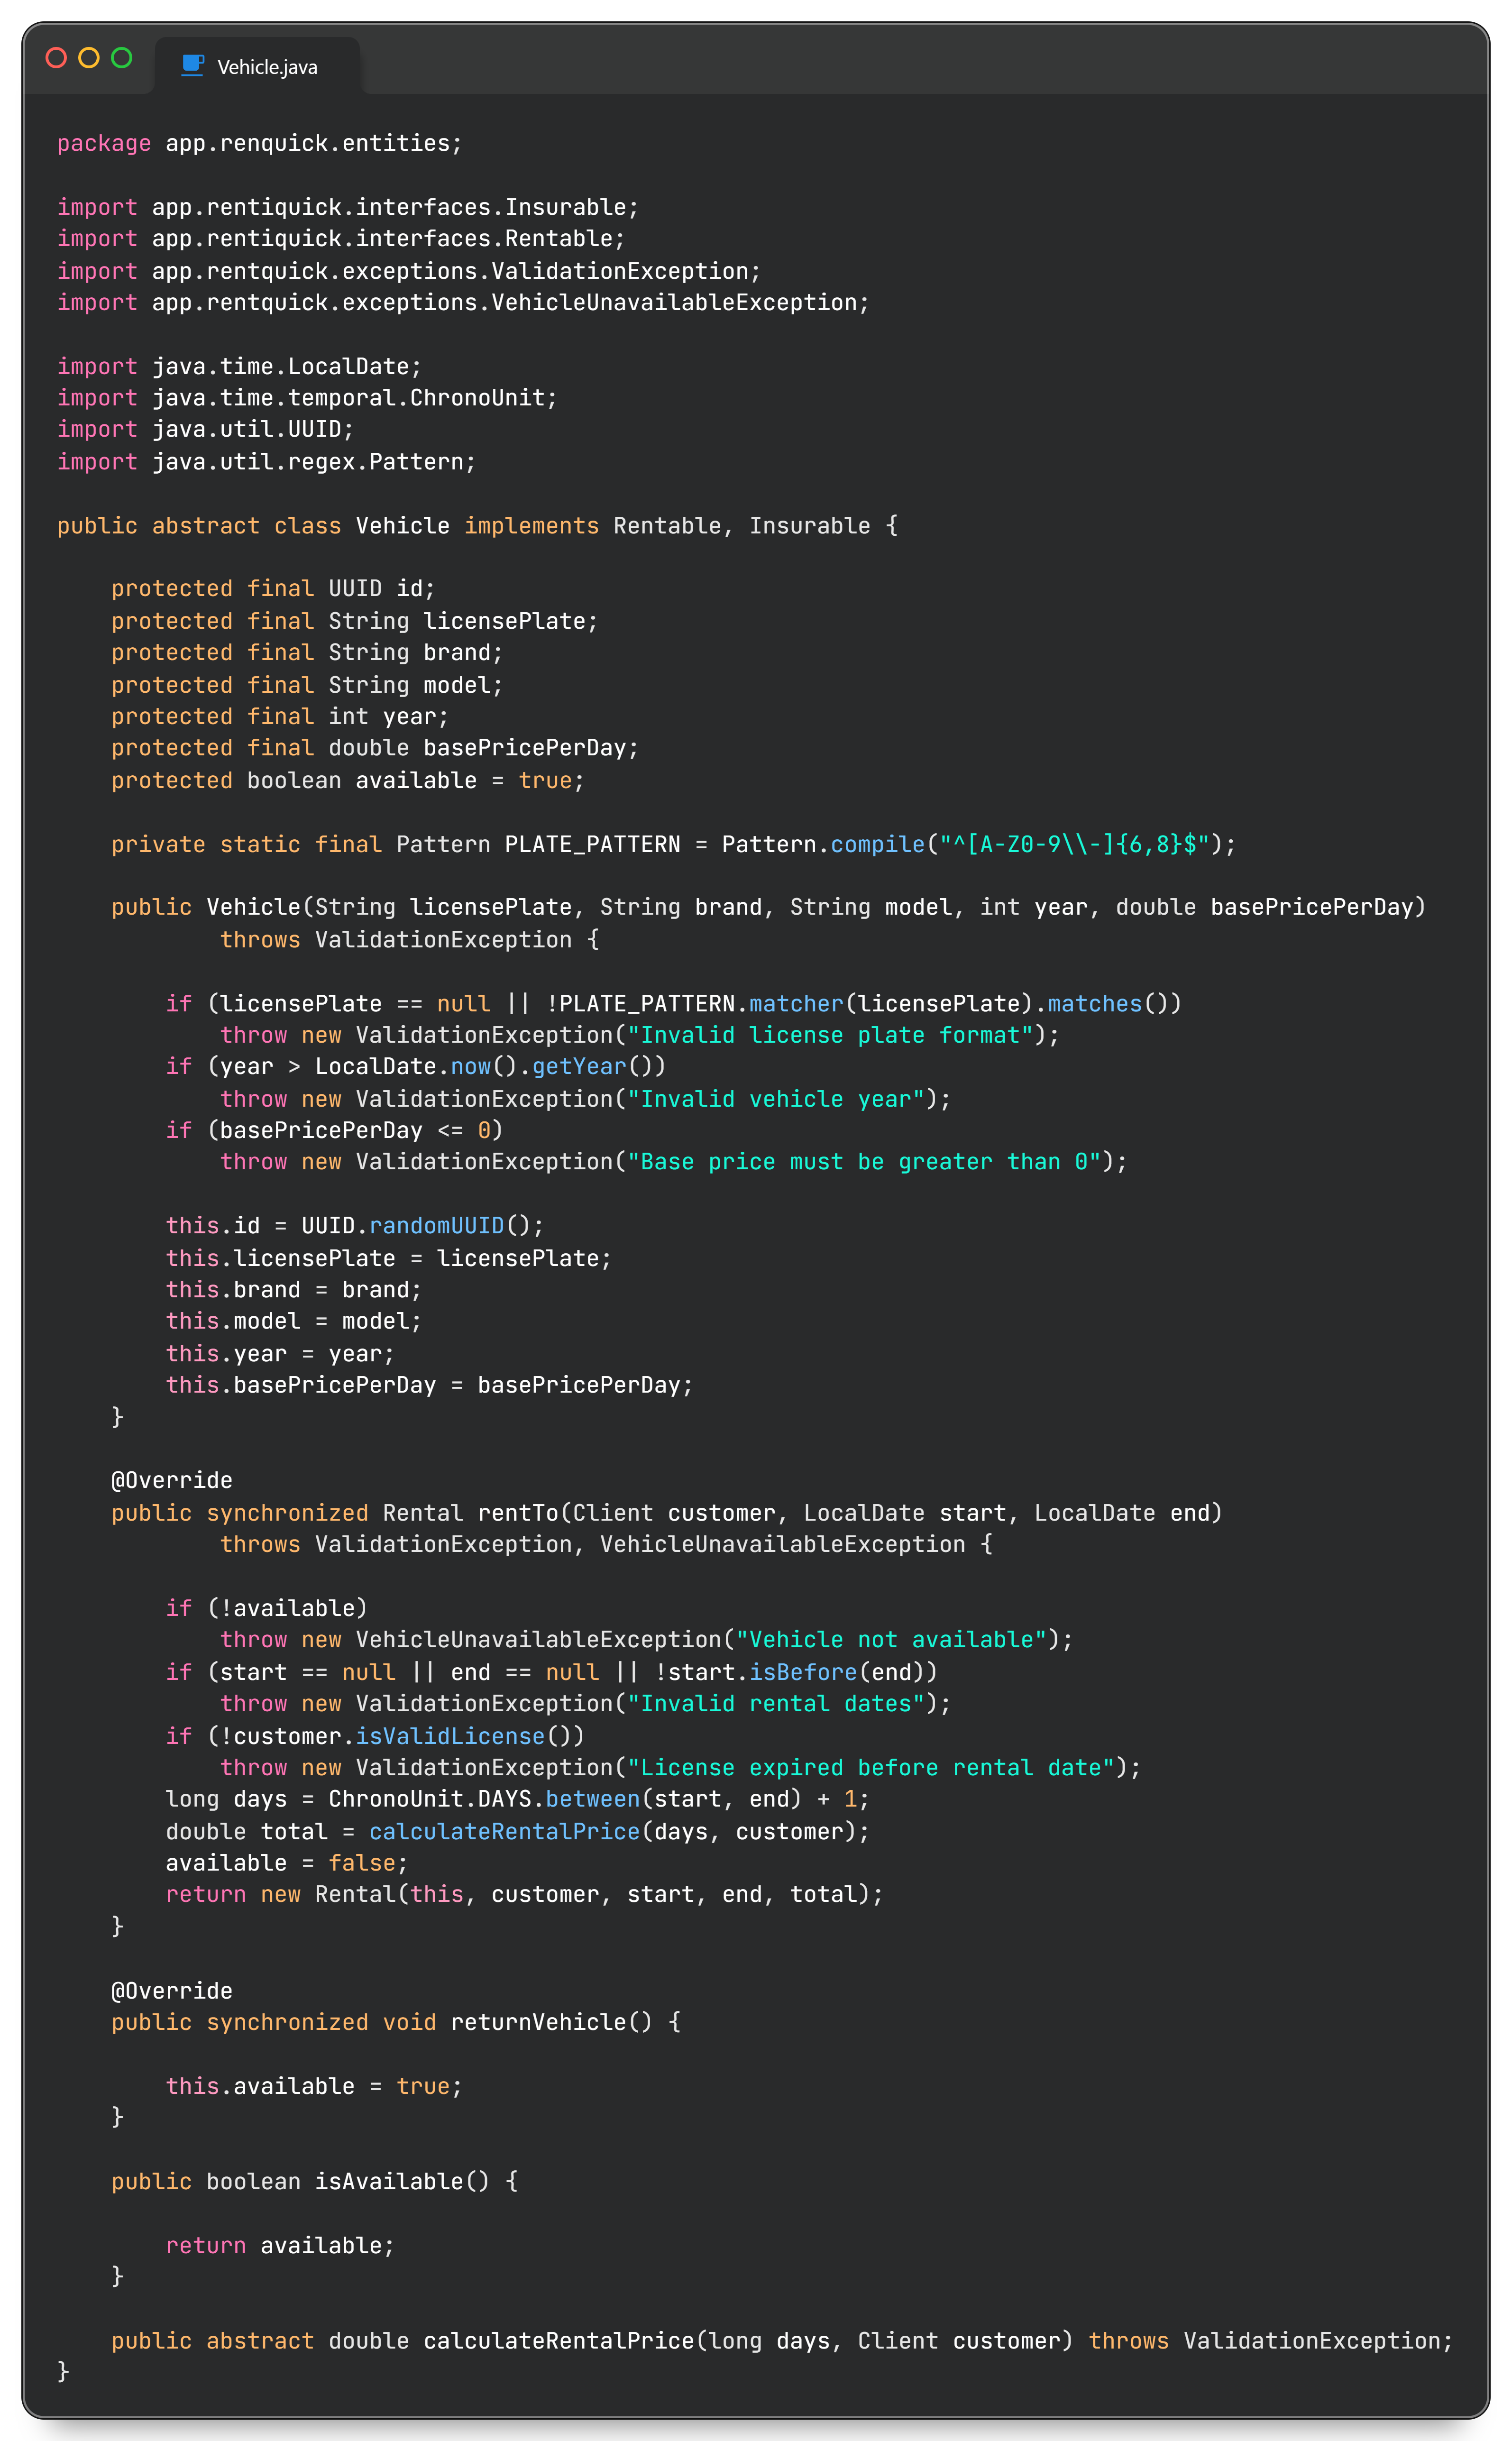 Vehicle.java
package app.renquick.entities;
import app.rentiquick.interfaces.Insurable;
import app.rentiquick.interfaces.Rentable;
import app.rentquick.exceptions.ValidationException;
import app.rentquick.exceptions.VehicleUnavailableException;
import java.time.LocalDate;
import java.time.temporal.ChronoUnit;
import java.util.UUID;
import java.util.regex.Pattern;
public abstract class Vehicle implements Rentable, Insurable {
    protected final UUID id;
    protected final String licensePlate;
    protected final String brand;
    protected final String model;
    protected final int year;
    protected final double basePricePerDay;
    protected boolean available = true;
    private static final Pattern PLATE_PATTERN = Pattern.compile("^[A-Z0-9\\-]{6,8}$");
    public Vehicle(String licensePlate, String brand, String model, int year, double basePricePerDay)
            throws ValidationException {
        if (licensePlate == null || !PLATE_PATTERN.matcher(licensePlate).matches())
            throw new ValidationException("Invalid license plate format");
        if (year > LocalDate.now().getYear())
            throw new ValidationException("Invalid vehicle year");
        if (basePricePerDay <= 0)
            throw new ValidationException("Base price must be greater than 0");
        this.id = UUID.randomUUID();
        this.licensePlate = licensePlate;
        this.brand = brand;
        this.model = model;
        this.year = year;
        this.basePricePerDay = basePricePerDay;
    }
    @Override
    public synchronized Rental rentTo(Client customer, LocalDate start, LocalDate end)
            throws ValidationException, VehicleUnavailableException {
        if (!available)
            throw new VehicleUnavailableException("Vehicle not available");
        if (start == null || end == null || !start.isBefore(end))
            throw new ValidationException("Invalid rental dates");
        if (!customer.isValidLicense())
            throw new ValidationException("License expired before rental date");
        long days = ChronoUnit.DAYS.between(start, end) + 1;
        double total = calculateRentalPrice(days, customer);
        available = false;
        return new Rental(this, customer, start, end, total);
    }
    @Override
    public synchronized void returnVehicle() {
        this.available = true;
    }
    public boolean isAvailable() {
        return available;
    }
    public abstract double calculateRentalPrice(long days, Client customer) throws ValidationException;
}